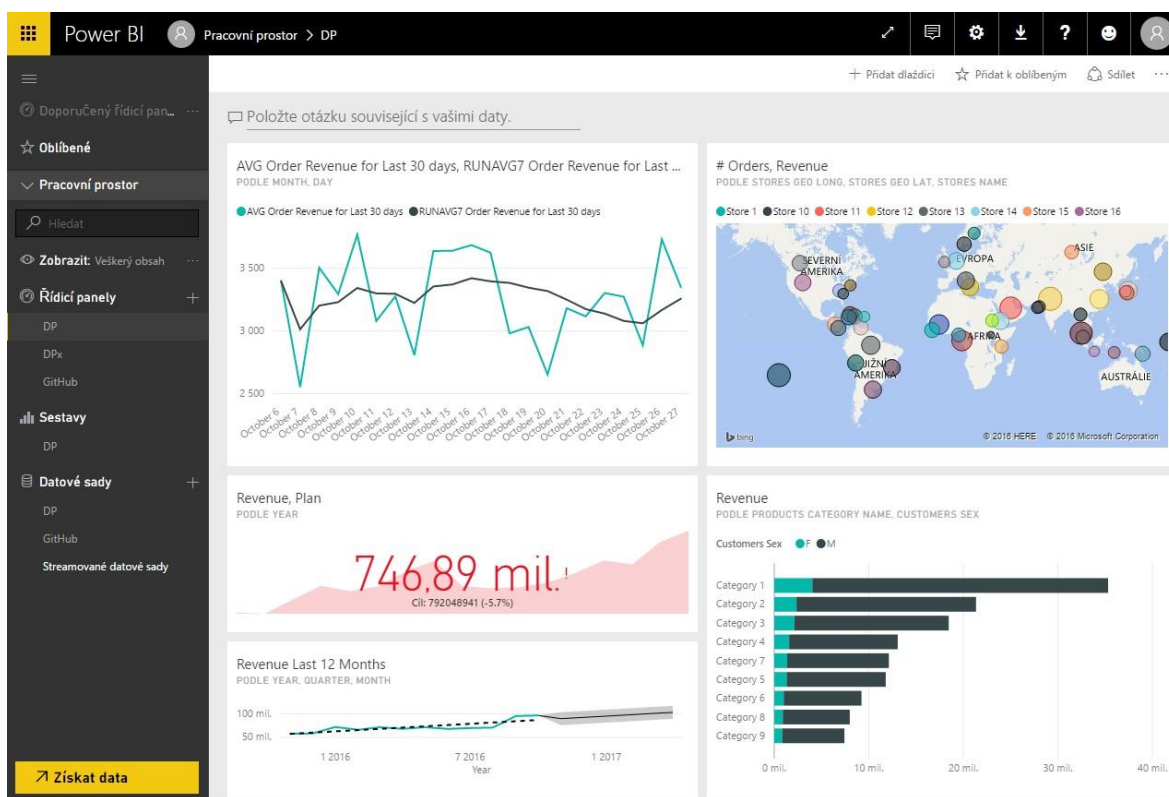 Power BI
Pracovní prostor > DP
Přidat dlaždici
Přidat k oblíbeným
Sdílet
Doporučený řídicí pan...
Oblíbené
Pracovní prostor
Hledat
Zobrazit: Veškerý obsah
Řídicí panely
DP
DPx
GitHub
Sestavy
DP
Datové sady
DP
GitHub
Streamované datové sady
Získat data
Položte otázku související s vašimi daty.
AVG Order Revenue for Last 30 days, RUNAVG7 Order Revenue for Last ...
PODLE MONTH, DAY
AVG Order Revenue for Last 30 days RUNAVG7 Order Revenue for Last 30 days
3 500
3 000
2 500
October 6
October 7
October 8
October 9
October 10
October 11
October 12
October 13
October 14
October 15
October 16
October 17
October 18
October 19
October 20
October 21
October 22
October 23
October 24
October 25
October 26
October 27
# Orders, Revenue
PODLE STORES GEO LONG, STORES GEO LAT, STORES NAME
Store 1 Store 10 Store 11 Store 12 Store 13 Store 14 Store 15 Store 16
SEVERNÍ
AMERIKA
EVROPA
ASIE
AFRIKA
JIŽNÍ
AMERIKA
AUSTRÁLIE
bing
© 2016 HERE © 2016 Microsoft Corporation
Revenue, Plan
PODLE YEAR
746,89 mil.!
Cíl: 792048941 (-5.7%)
Revenue
PODLE PRODUCTS CATEGORY NAME, CUSTOMERS SEX
Customers Sex F M
Category 1
Category 2
Category 3
Category 4
Category 7
Category 5
Category 6
Category 8
Category 9
0 mil. 10 mil. 20 mil. 30 mil. 40 mil.
Revenue Last 12 Months
PODLE YEAR, QUARTER, MONTH
100 mil.
50 mil.
1 2016 7 2016 1 2017
Year